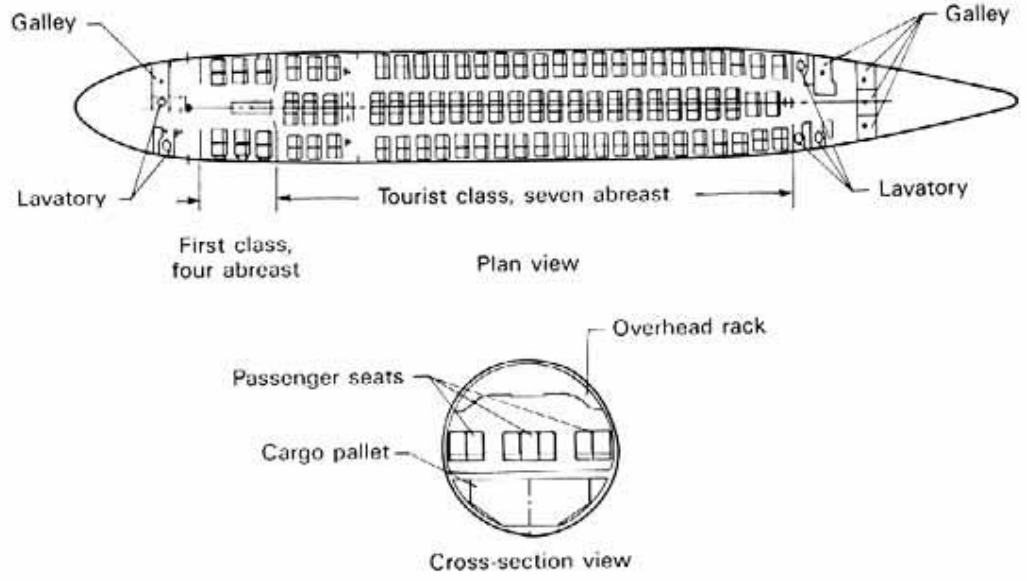 Galley
Galley
Lavatory
Tourist class, seven abreast
Lavatory
First class,
four abreast
Plan view
Overhead rack
Passenger seats
Cargo pallet
Cross-section view